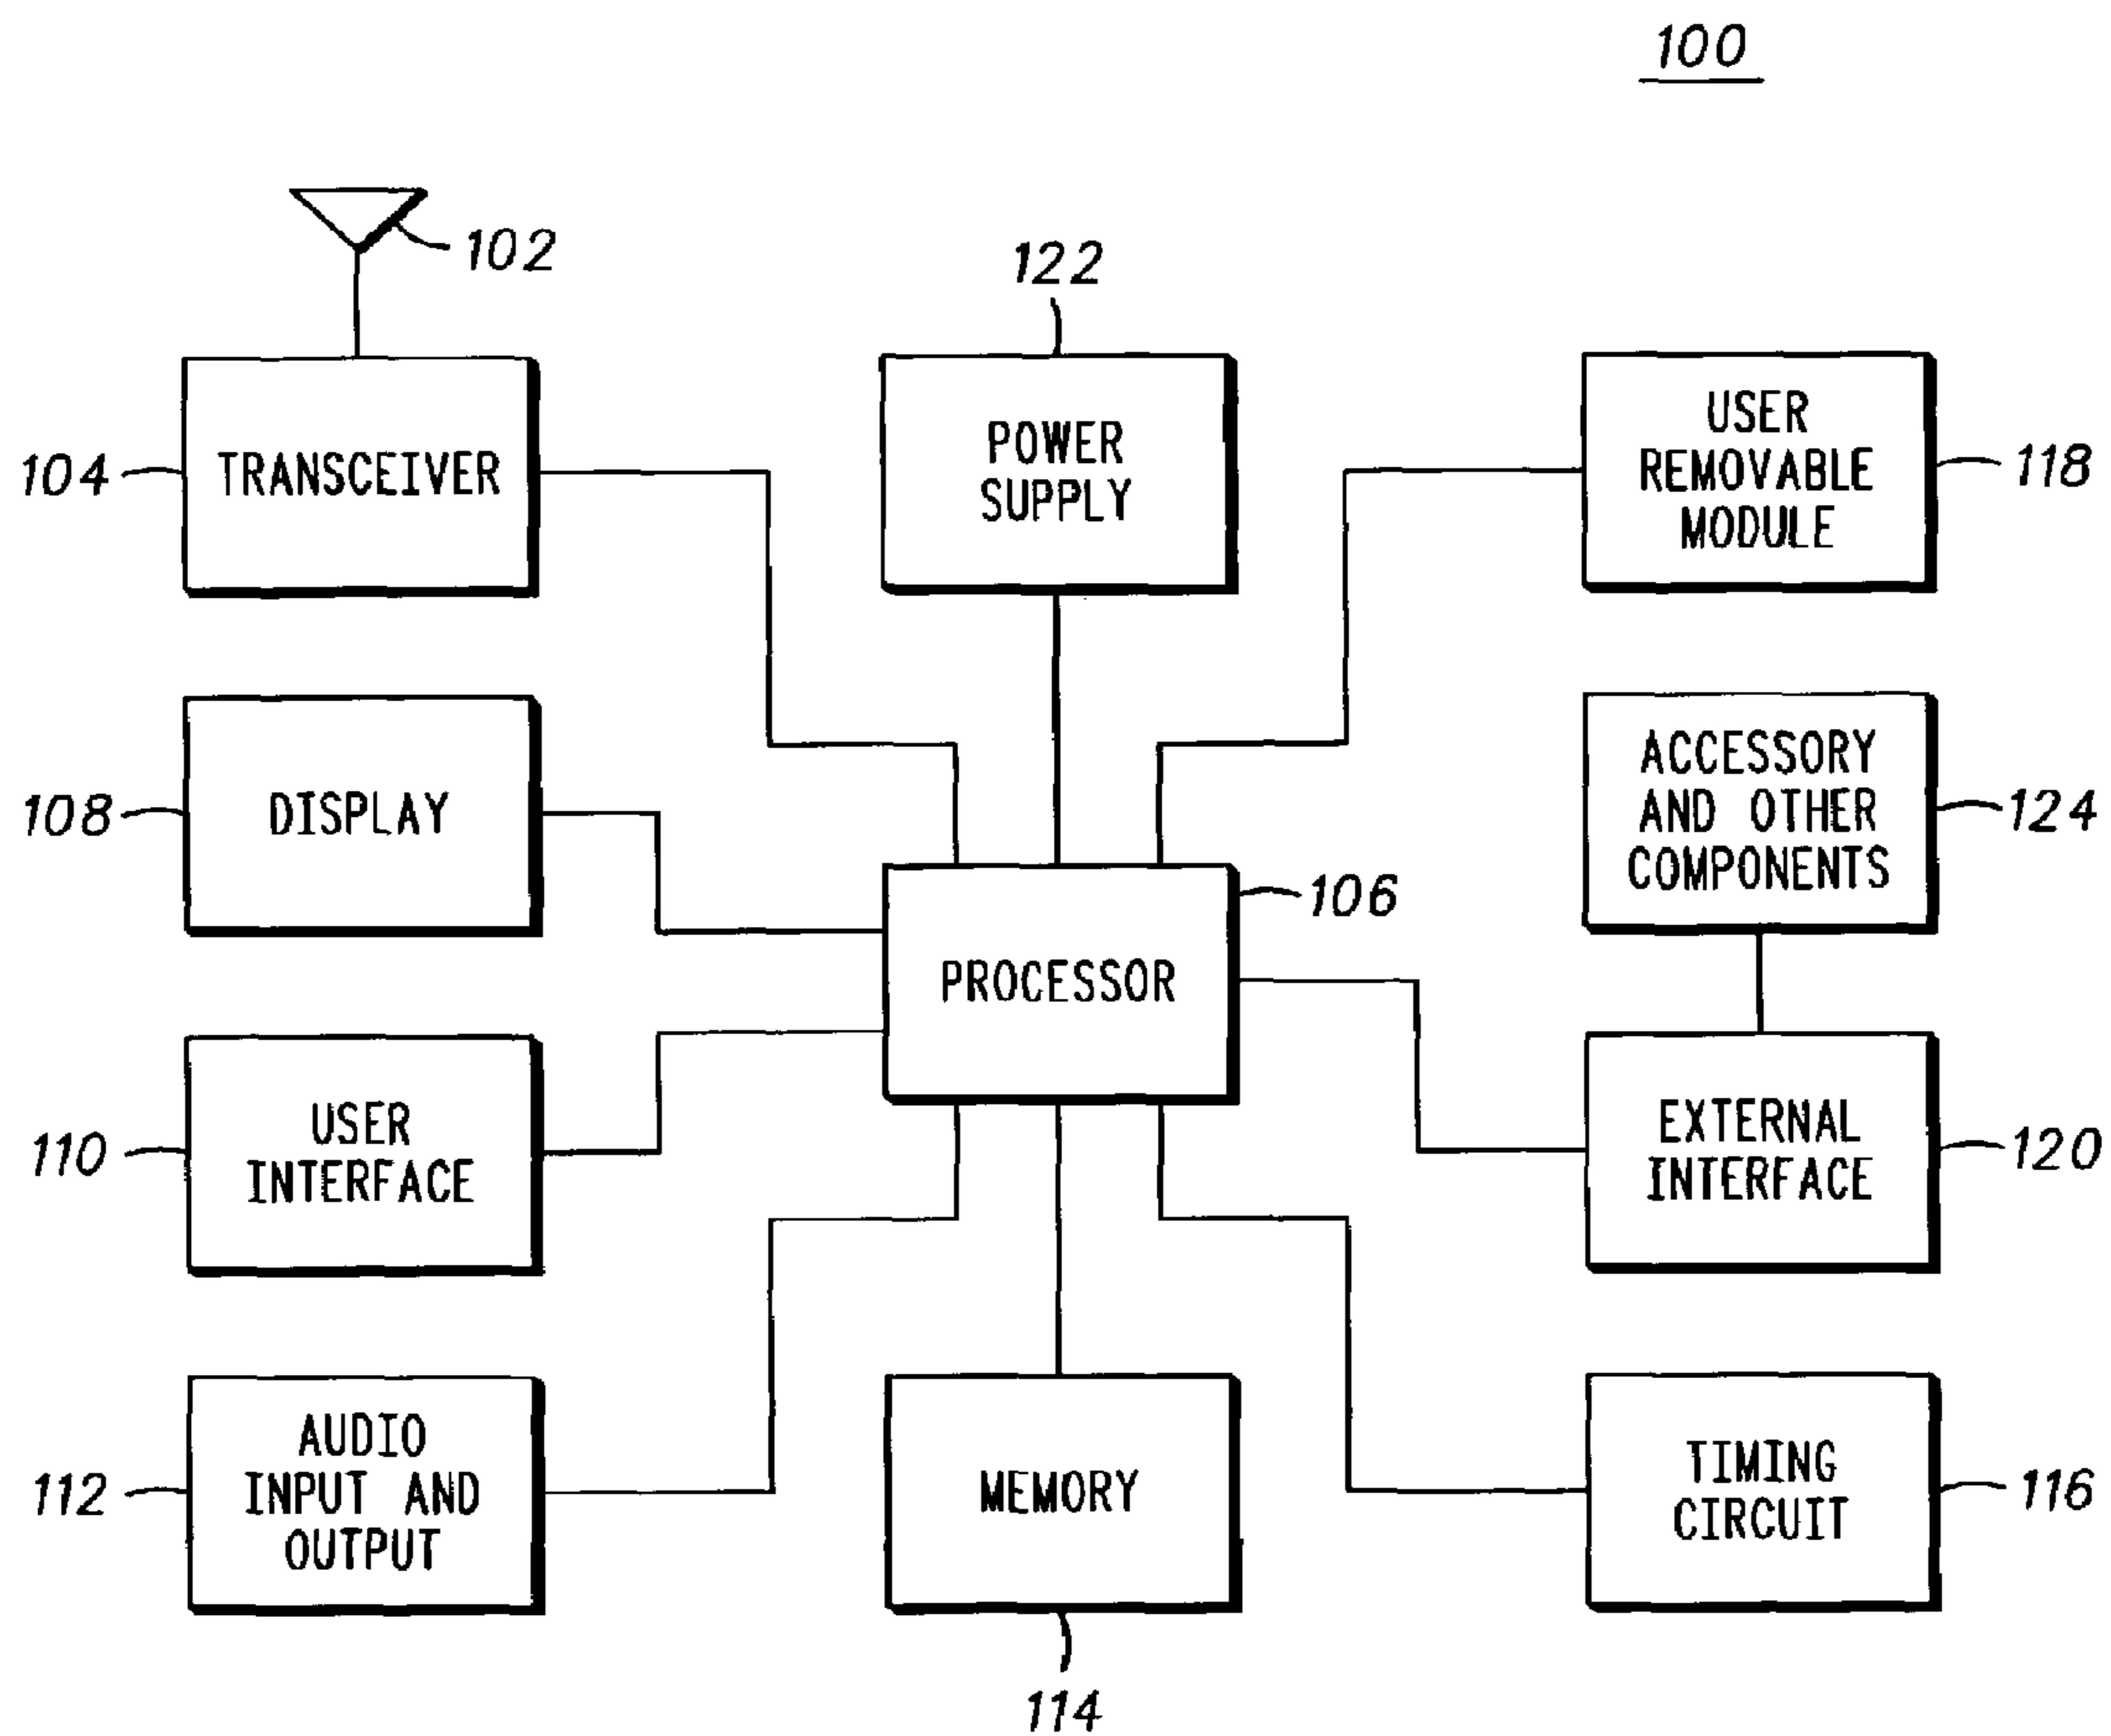 100
102
122
104
TRANSCEIVER
POWER
SUPPLY
USER
REMOVABLE
MODULE
118
108
DISPLAY
ACCESSORY
AND OTHER
COMPONENTS
124
106
PROCESSOR
110
USER
INTERFACE
EXTERNAL
INTERFACE
120
112
AUDIO
INPUT AND
OUTPUT
MEMORY
TIMING
CIRCUIT
116
114